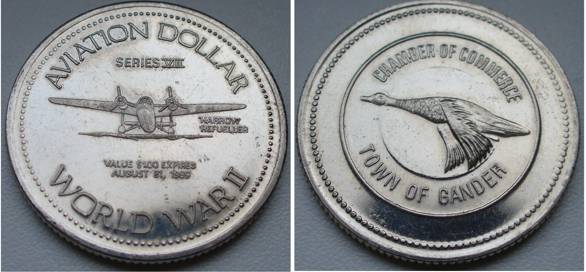 AVIATION DOLLAR
SERIES VIII
HARROW
REFUELLER
VALUE $1.00 EXPIRES
AUGUST 31, 1989
WORLD WAR II
CHAMBER OF COMMERCE
TOWN OF GANDER